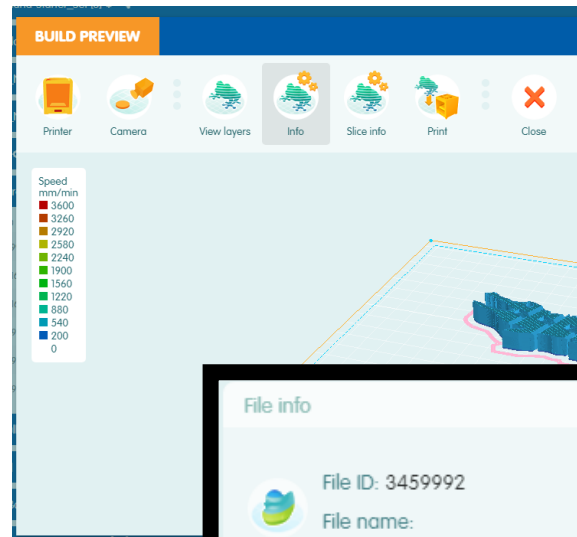 BUILD PREVIEW
Printer
Camera
View layers
Info
Slice info
Print
Close
Speed
mm/min
3600
3260
2920
2580
2240
1900
1560
1220
880
540
200
0
File info
File ID: 3459992
File name: